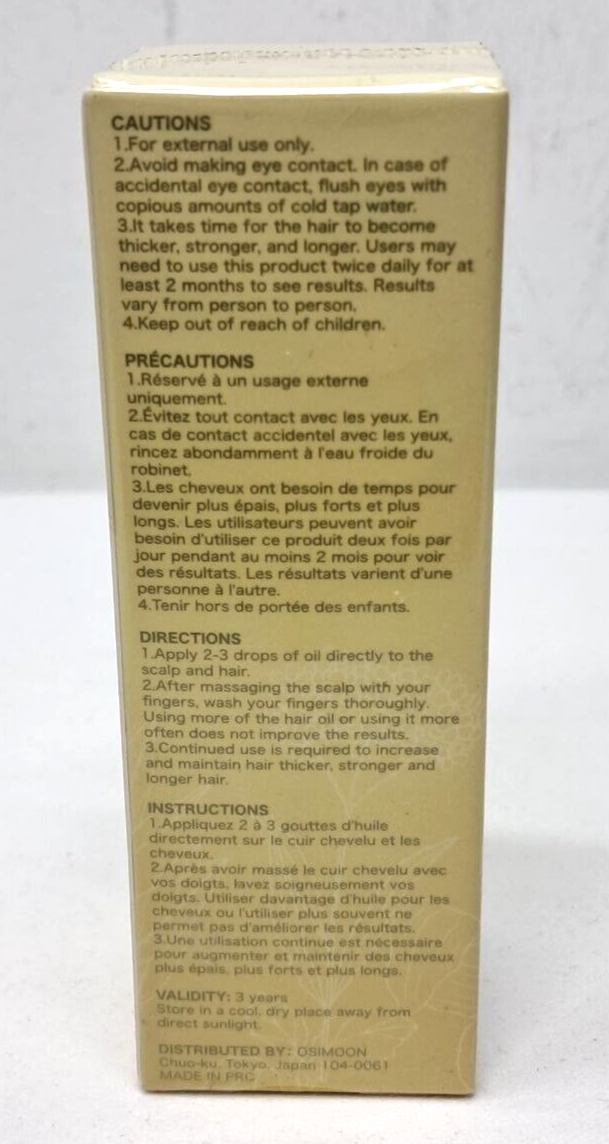 CAUTIONS
1.For external use only.
2.Avoid making eye contact. In case of
accidental eye contact, flush eyes with
copious amounts of cold tap water.
3.It takes time for the hair to become
thicker, stronger, and longer. Users may
need to use this product twice daily for at
least 2 months to see results. Results
vary from person to person.
4.Keep out of reach of children.
PRÉCAUTIONS
1.Réservé à un usage externe
uniquement.
2.Évitez tout contact avec les yeux. En
cas de contact accidentel avec les yeux,
rincez abondamment à l'eau froide du
robinet.
3.Les cheveux ont besoin de temps pour
devenir plus épais, plus forts et plus
longs. Les utilisateurs peuvent avoir
besoin d'utiliser ce produit deux fois par
jour pendant au moins 2 mois pour voir
des résultats. Les résultats varient d'une
personne à l'autre.
4.Tenir hors de portée des enfants.
DIRECTIONS
1.Apply 2-3 drops of oil directly to the
scalp and hair.
2.After massaging the scalp with your
fingers, wash your fingers thoroughly.
Using more of the hair oil or using it more
often does not improve the results.
3.Continued use is required to increase
and maintain hair thicker, stronger and
longer hair.
INSTRUCTIONS
1.Appliquez 2 à 3 gouttes d'huile
directement sur le cuir chevelu et les
cheveux.
2.Après avoir massé le cuir chevelu avec
vos doigts, lavez soigneusement vos
doigts. Utiliser davantage d'huile pour les
cheveux ou l'utiliser plus souvent ne
permet pas d'améliorer les résultats.
3.Une utilisation continue est nécessaire
pour augmenter et maintenir des cheveux
plus épais, plus forts et plus longs.
VALIDITY: 3 years
Store in a cool, dry place away from
direct sunlight.
DISTRIBUTED BY: OSIMOON
Chuo-ku, Tokyo, Japan 104-0061
MADE IN PRC